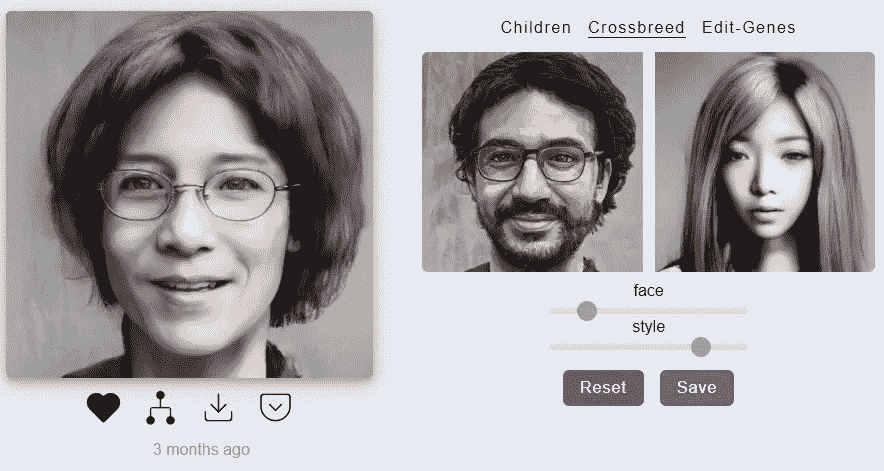 Children Crossbreed Edit-Genes
face
style
Reset Save
3 months ago